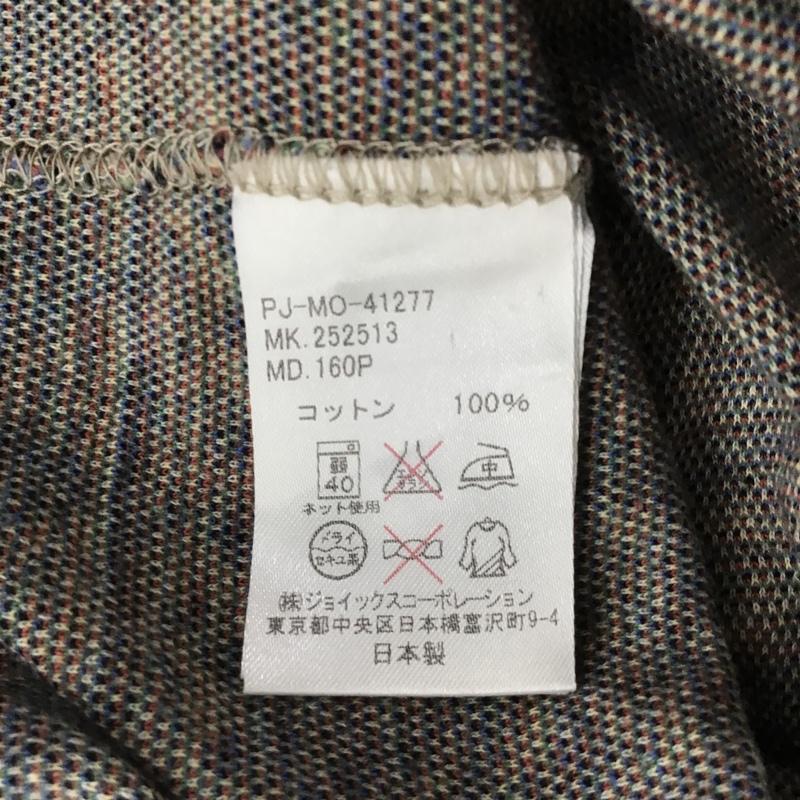 PJ-MO-41277
MK.252513
MD.160P
コットン 100%
弱 エンソ サラシ 中
40
ネット使用
ドライ
セキユ系
㈱ジョイックスコーポレーション
東京都中央区日本橋富沢町9-4
日本製